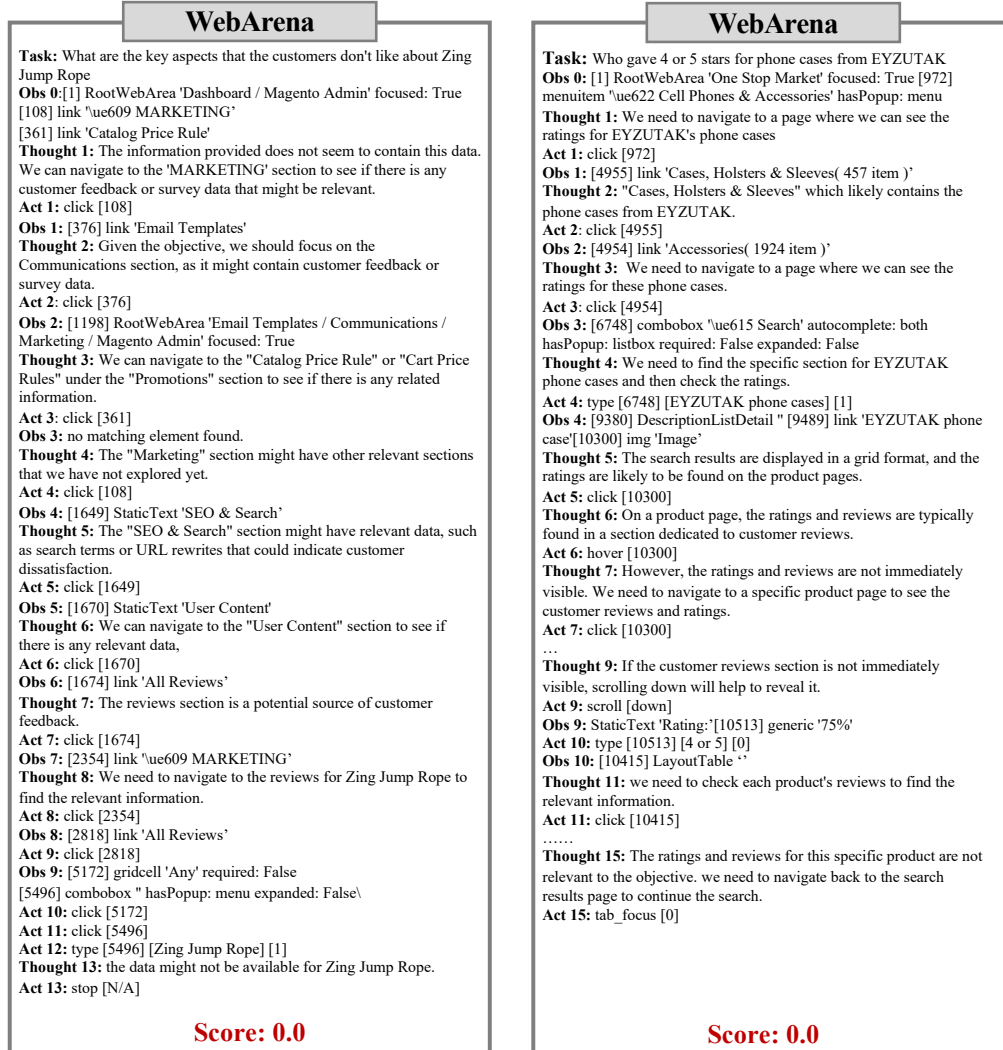 WebArena
Task: What are the key aspects that the customers don't like about Zing
Jump Rope
Obs 0:[1] RootWebArea 'Dashboard / Magento Admin' focused: True
[108] link '\ue609 MARKETING’
[361] link 'Catalog Price Rule'
Thought 1: The information provided does not seem to contain this data.
We can navigate to the 'MARKETING' section to see if there is any
customer feedback or survey data that might be relevant.
Act 1: click [108]
Obs 1: [376] link 'Email Templates'
Thought 2: Given the objective, we should focus on the
Communications section, as it might contain customer feedback or
survey data.
Act 2: click [376]
Obs 2: [1198] RootWebArea 'Email Templates / Communications /
Marketing / Magento Admin' focused: True
Thought 3: We can navigate to the "Catalog Price Rule" or "Cart Price
Rules" under the "Promotions" section to see if there is any related
information.
Act 3: click [361]
Obs 3: no matching element found.
Thought 4: The "Marketing" section might have other relevant sections
that we have not explored yet.
Act 4: click [108]
Obs 4: [1649] StaticText 'SEO & Search’
Thought 5: The "SEO & Search" section might have relevant data, such
as search terms or URL rewrites that could indicate customer
dissatisfaction.
Act 5: click [1649]
Obs 5: [1670] StaticText 'User Content'
Thought 6: We can navigate to the "User Content" section to see if
there is any relevant data,
Act 6: click [1670]
Obs 6: [1674] link 'All Reviews’
Thought 7: The reviews section is a potential source of customer
feedback.
Act 7: click [1674]
Obs 7: [2354] link '\ue609 MARKETING’
Thought 8: We need to navigate to the reviews for Zing Jump Rope to
find the relevant information.
Act 8: click [2354]
Obs 8: [2818] link 'All Reviews’
Act 9: click [2818]
Obs 9: [5172] gridcell 'Any' required: False
[5496] combobox '' hasPopup: menu expanded: False\
Act 10: click [5172]
Act 11: click [5496]
Act 12: type [5496] [Zing Jump Rope] [1]
Thought 13: the data might not be available for Zing Jump Rope.
Act 13: stop [N/A]
Score: 0.0
WebArena
Task: Who gave 4 or 5 stars for phone cases from EYZUTAK
Obs 0: [1] RootWebArea 'One Stop Market' focused: True [972]
menuitem '\ue622 Cell Phones & Accessories' hasPopup: menu
Thought 1: We need to navigate to a page where we can see the
ratings for EYZUTAK's phone cases
Act 1: click [972]
Obs 1: [4955] link 'Cases, Holsters & Sleeves( 457 item )’
Thought 2: "Cases, Holsters & Sleeves" which likely contains the
phone cases from EYZUTAK.
Act 2: click [4955]
Obs 2: [4954] link 'Accessories( 1924 item )’
Thought 3: We need to navigate to a page where we can see the
ratings for these phone cases.
Act 3: click [4954]
Obs 3: [6748] combobox '\ue615 Search' autocomplete: both
hasPopup: listbox required: False expanded: False
Thought 4: We need to find the specific section for EYZUTAK
phone cases and then check the ratings.
Act 4: type [6748] [EYZUTAK phone cases] [1]
Obs 4: [9380] DescriptionListDetail '' [9489] link 'EYZUTAK phone
case'[10300] img 'Image’
Thought 5: The search results are displayed in a grid format, and the
ratings are likely to be found on the product pages.
Act 5: click [10300]
Thought 6: On a product page, the ratings and reviews are typically
found in a section dedicated to customer reviews.
Act 6: hover [10300]
Thought 7: However, the ratings and reviews are not immediately
visible. We need to navigate to a specific product page to see the
customer reviews and ratings.
Act 7: click [10300]
…
Thought 9: If the customer reviews section is not immediately
visible, scrolling down will help to reveal it.
Act 9: scroll [down]
Obs 9: StaticText 'Rating:’[10513] generic '75%'
Act 10: type [10513] [4 or 5] [0]
Obs 10: [10415] LayoutTable ‘’
Thought 11: we need to check each product's reviews to find the
relevant information.
Act 11: click [10415]
……
Thought 15: The ratings and reviews for this specific product are not
relevant to the objective. we need to navigate back to the search
results page to continue the search.
Act 15: tab_focus [0]
Score: 0.0